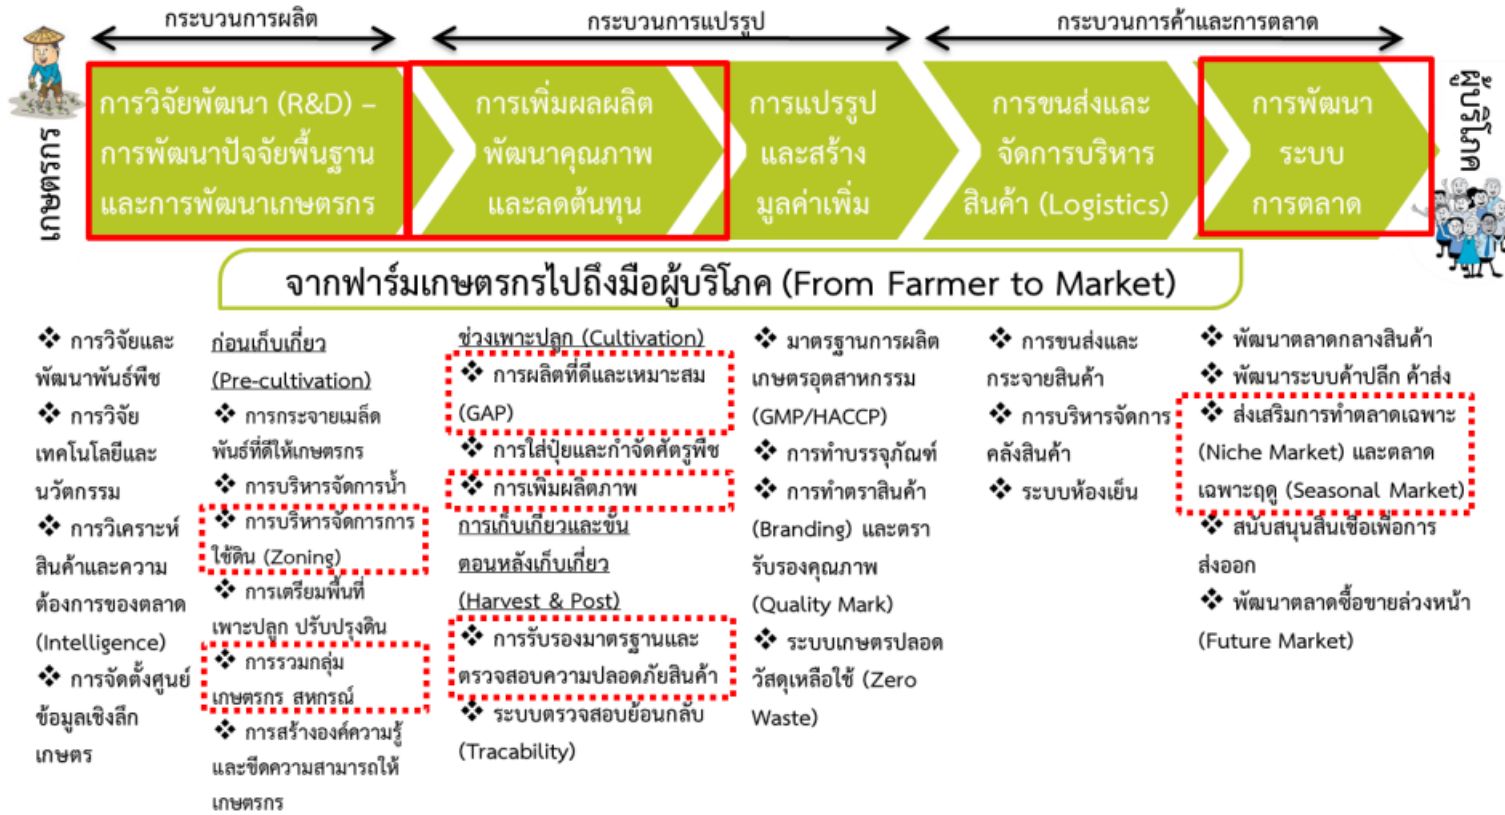 กระบวนการผลิต
กระบวนการแปรรูป
กระบวนการค้าและการตลาด
เกษตรกร
การวิจัยพัฒนา (R&D) –
การพัฒนาปัจจัยพื้นฐาน
และการพัฒนาเกษตรกร
การเพิ่มผลผลิต
พัฒนาคุณภาพ
และลดต้นทุน
การแปรรูป
และสร้าง
มูลค่าเพิ่ม
การขนส่งและ
จัดการบริหาร
สินค้า (Logistics)
การพัฒนา
ระบบ
การตลาด
ผู้บริโภค
จากฟาร์มเกษตรกรไปถึงมือผู้บริโภค (From Farmer to Market)
❖ การวิจัยและ
พัฒนาพันธ์พืช
❖ การวิจัย
เทคโนโลยีและ
นวัตกรรม
❖ การวิเคราะห์
สินค้าและความ
ต้องการของตลาด
(Intelligence)
❖ การจัดตั้งศูนย์
ข้อมูลเชิงลึก
เกษตร
ก่อนเก็บเกี่ยว
(Pre-cultivation)
❖ การกระจายเมล็ด
พันธ์ที่ดีให้เกษตรกร
❖ การบริหารจัดการน้ำ
❖ การบริหารจัดการการ
ใช้ดิน (Zoning)
❖ การเตรียมพื้นที่
เพาะปลูก ปรับปรุงดิน
❖ การรวมกลุ่ม
เกษตรกร สหกรณ์
❖ การสร้างองค์ความรู้
และขีดความสามารถให้
เกษตรกร
ช่วงเพาะปลูก (Cultivation)
❖ การผลิตที่ดีและเหมาะสม
(GAP)
❖ การใส่ปุ๋ยและกำจัดศัตรูพืช
❖ การเพิ่มผลิตภาพ
การเก็บเกี่ยวและขั้น
ตอนหลังเก็บเกี่ยว
(Harvest & Post)
❖ การรับรองมาตรฐานและ
ตรวจสอบความปลอดภัยสินค้า
❖ ระบบตรวจสอบย้อนกลับ
(Tracability)
❖ มาตรฐานการผลิต
เกษตรอุตสาหกรรม
(GMP/HACCP)
❖ การทำบรรจุภัณฑ์
❖ การทำตราสินค้า
(Branding) และตรา
รับรองคุณภาพ
(Quality Mark)
❖ ระบบเกษตรปลอด
วัสดุเหลือใช้ (Zero
Waste)
❖ การขนส่งและ
กระจายสินค้า
❖ การบริหารจัดการ
คลังสินค้า
❖ ระบบห้องเย็น
❖ พัฒนาตลาดกลางสินค้า
❖ พัฒนาระบบค้าปลีก ค้าส่ง
❖ ส่งเสริมการทำตลาดเฉพาะ
(Niche Market) และตลาด
เฉพาะฤดู (Seasonal Market)
❖ สนับสนุนสินเชื่อเพื่อการ
ส่งออก
❖ พัฒนาตลาดซื้อขายล่วงหน้า
(Future Market)